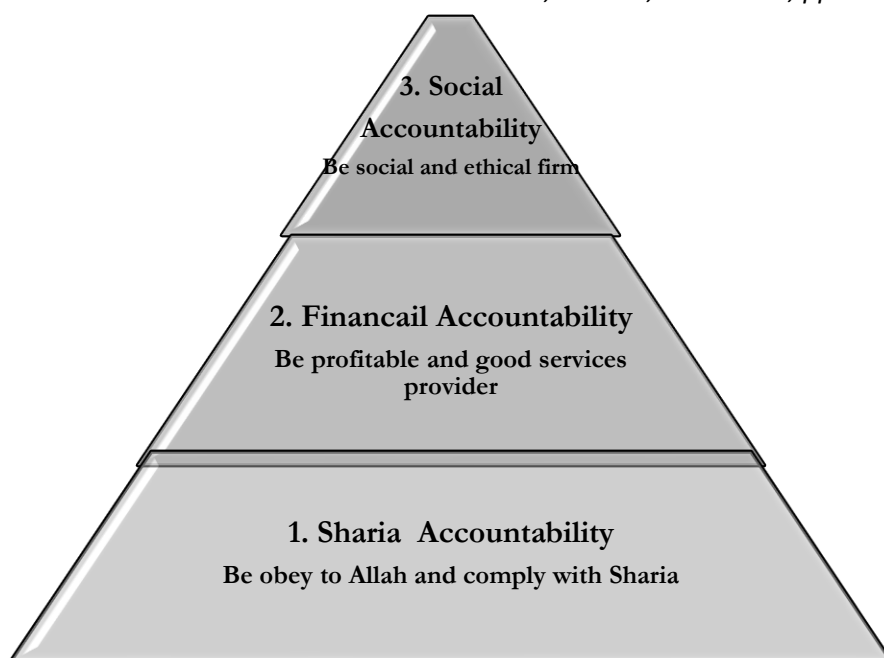 3. Social
Accountability
Be social and ethical firm
2. Financail Accountability
Be profitable and good services
provider
1. Sharia Accountability
Be obey to Allah and comply with Sharia